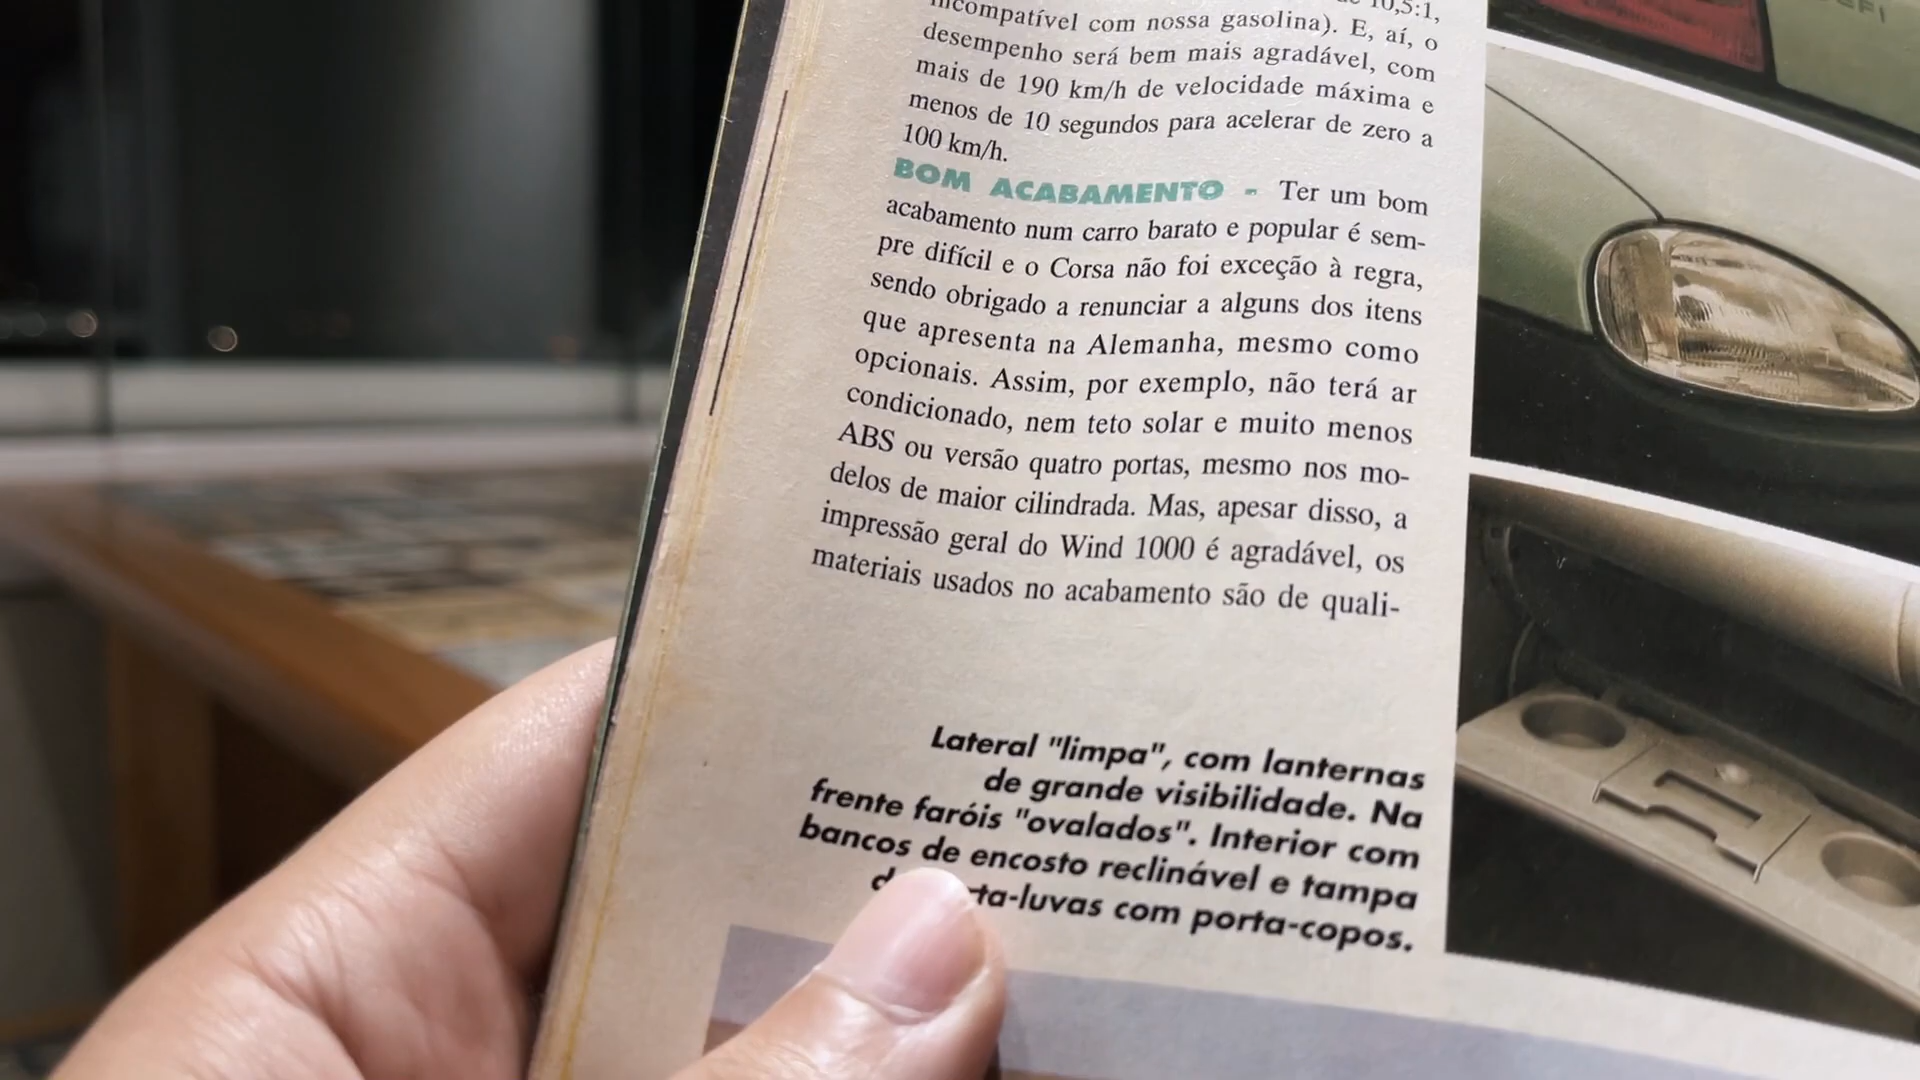 10,5:1,
incompatível com nossa gasolina). E, aí, o
desempenho será bem mais agradável, com
mais de 190 km/h de velocidade máxima e
menos de 10 segundos para acelerar de zero a
100 km/h.
BOM ACABAMENTO - Ter um bom
acabamento num carro barato e popular é sem-
pre difícil e o Corsa não foi exceção à regra,
sendo obrigado a renunciar a alguns dos itens
que apresenta na Alemanha, mesmo como
opcionais. Assim, por exemplo, não terá ar
condicionado, nem teto solar e muito menos
ABS ou versão quatro portas, mesmo nos mo-
delos de maior cilindrada. Mas, apesar disso, a
impressão geral do Wind 1000 é agradável, os
materiais usados no acabamento são de quali-
Lateral "limpa", com lanternas
de grande visibilidade. Na
frente faróis "ovalados". Interior com
bancos de encosto reclinável e tampa
ta-luvas com porta-copos.
EFI